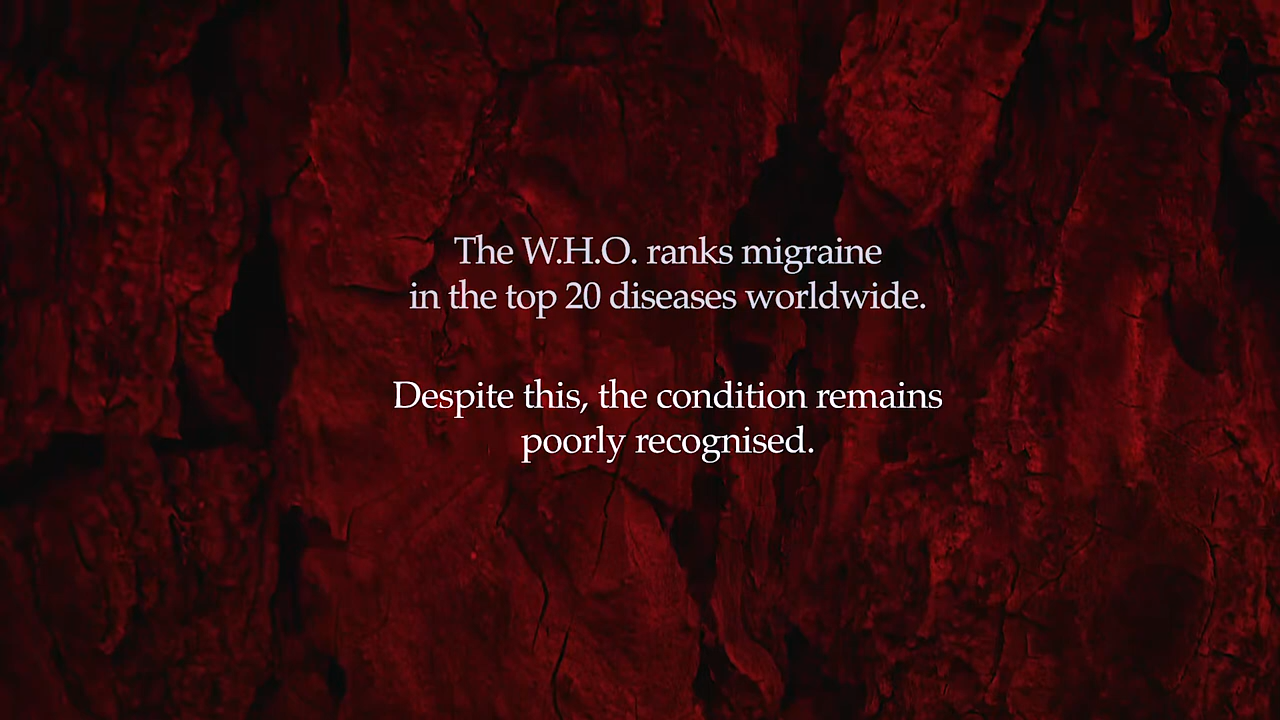 The W.H.O. ranks migraine
in the top 20 diseases worldwide.
Despite this, the condition remains
poorly recognised.